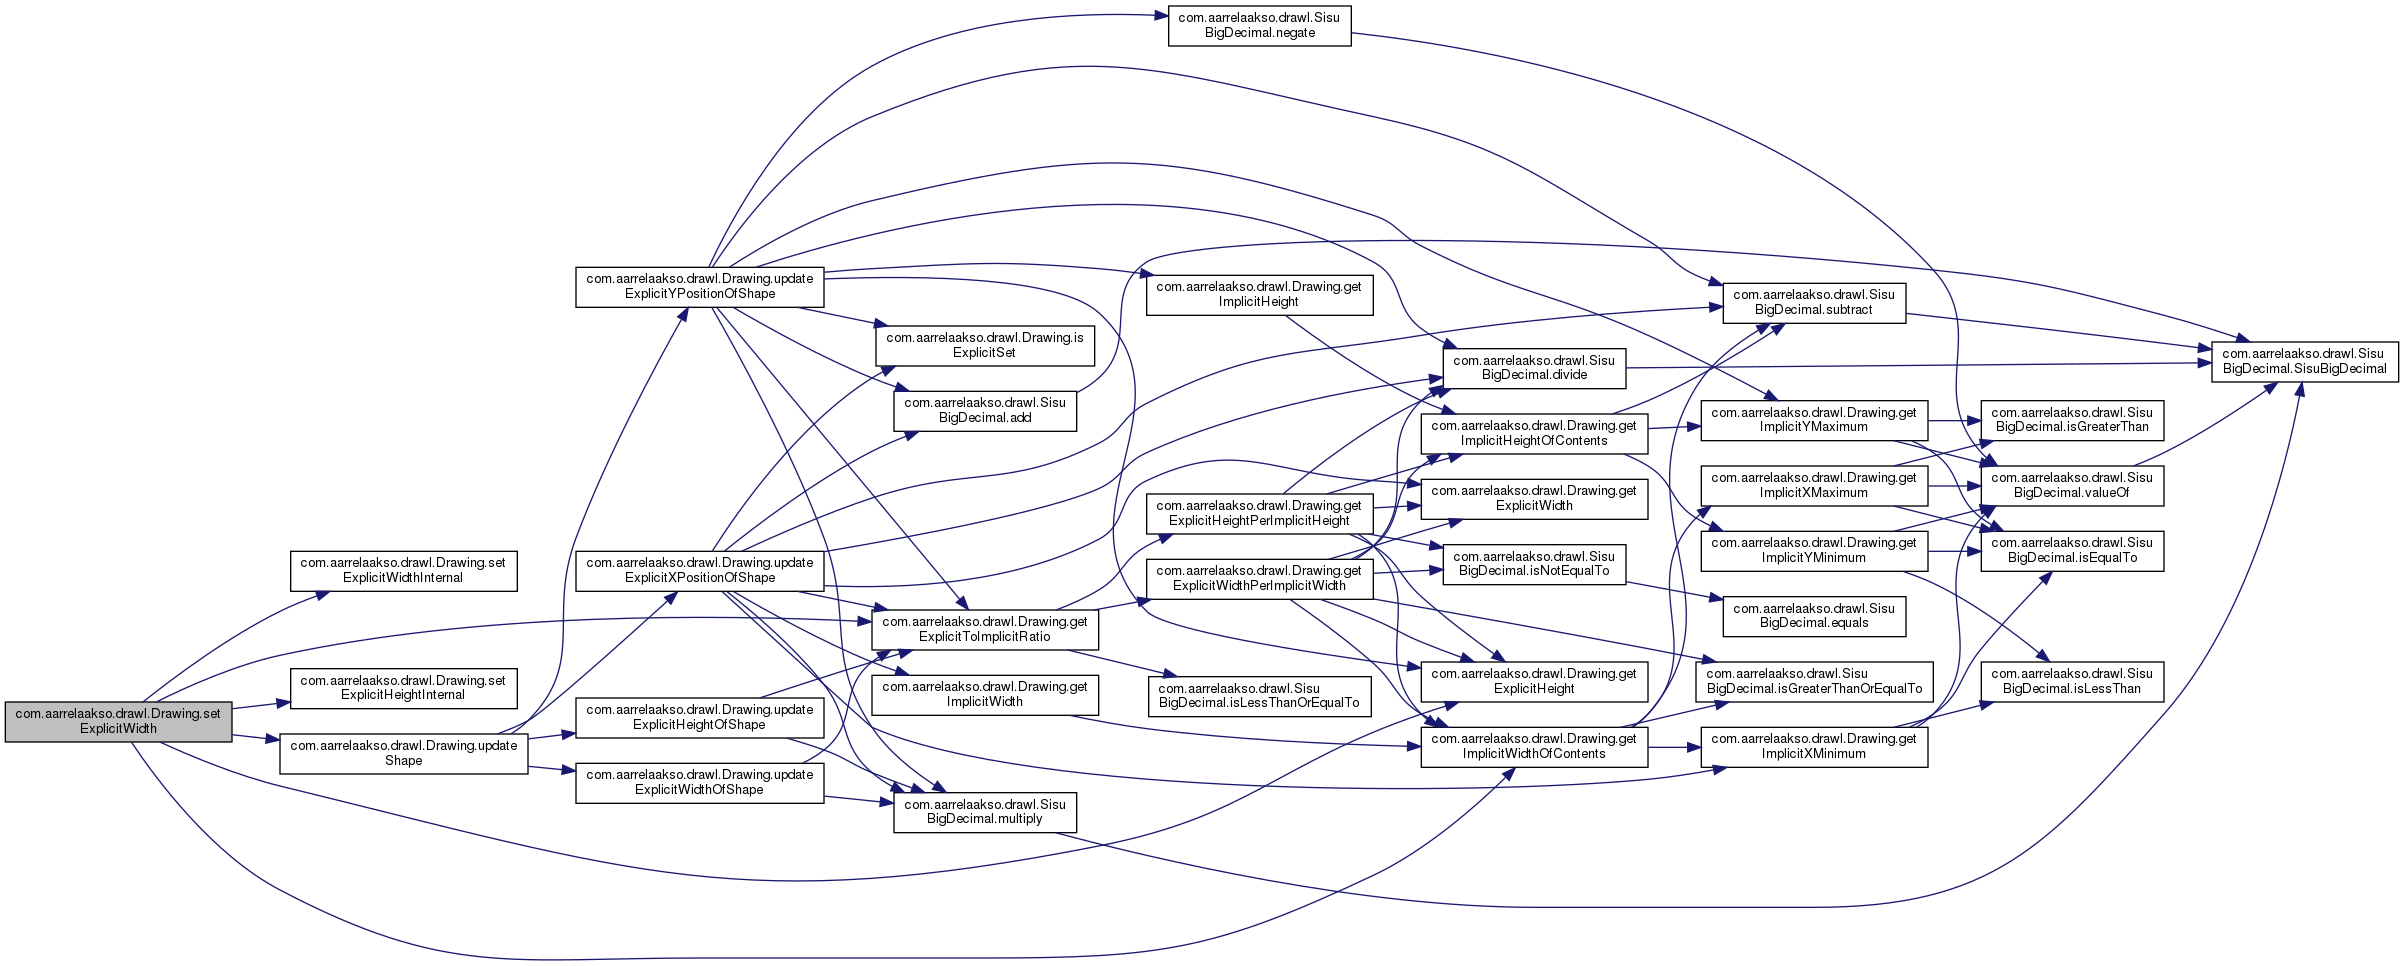 com.aarrelaakso.drawl.Drawing.set
ExplicitWidth
com.aarrelaakso.drawl.Drawing.set
ExplicitWidthInternal
com.aarrelaakso.drawl.Drawing.set
ExplicitHeightInternal
com.aarrelaakso.drawl.Drawing.update
Shape
com.aarrelaakso.drawl.Drawing.update
ExplicitYPositionOfShape
com.aarrelaakso.drawl.Drawing.update
ExplicitXPositionOfShape
com.aarrelaakso.drawl.Drawing.update
ExplicitHeightOfShape
com.aarrelaakso.drawl.Drawing.update
ExplicitWidthOfShape
com.aarrelaakso.drawl.Drawing.is
ExplicitSet
com.aarrelaakso.drawl.Sisu
BigDecimal.add
com.aarrelaakso.drawl.Drawing.get
ExplicitToImplicitRatio
com.aarrelaakso.drawl.Drawing.get
ImplicitWidth
com.aarrelaakso.drawl.Sisu
BigDecimal.multiply
com.aarrelaakso.drawl.Sisu
BigDecimal.negate
com.aarrelaakso.drawl.Drawing.get
ImplicitHeight
com.aarrelaakso.drawl.Drawing.get
ExplicitHeightPerImplicitHeight
com.aarrelaakso.drawl.Drawing.get
ExplicitWidthPerImplicitWidth
com.aarrelaakso.drawl.Sisu
BigDecimal.isLessThanOrEqualTo
com.aarrelaakso.drawl.Sisu
BigDecimal.divide
com.aarrelaakso.drawl.Drawing.get
ImplicitHeightOfContents
com.aarrelaakso.drawl.Drawing.get
ExplicitWidth
com.aarrelaakso.drawl.Sisu
BigDecimal.isNotEqualTo
com.aarrelaakso.drawl.Drawing.get
ExplicitHeight
com.aarrelaakso.drawl.Drawing.get
ImplicitWidthOfContents
com.aarrelaakso.drawl.Sisu
BigDecimal.subtract
com.aarrelaakso.drawl.Drawing.get
ImplicitYMaximum
com.aarrelaakso.drawl.Drawing.get
ImplicitXMaximum
com.aarrelaakso.drawl.Drawing.get
ImplicitYMinimum
com.aarrelaakso.drawl.Sisu
BigDecimal.equals
com.aarrelaakso.drawl.Sisu
BigDecimal.isGreaterThanOrEqualTo
com.aarrelaakso.drawl.Drawing.get
ImplicitXMinimum
com.aarrelaakso.drawl.Sisu
BigDecimal.isGreaterThan
com.aarrelaakso.drawl.Sisu
BigDecimal.valueOf
com.aarrelaakso.drawl.Sisu
BigDecimal.isEqualTo
com.aarrelaakso.drawl.Sisu
BigDecimal.isLessThan
com.aarrelaakso.drawl.Sisu
BigDecimal.SisuBigDecimal